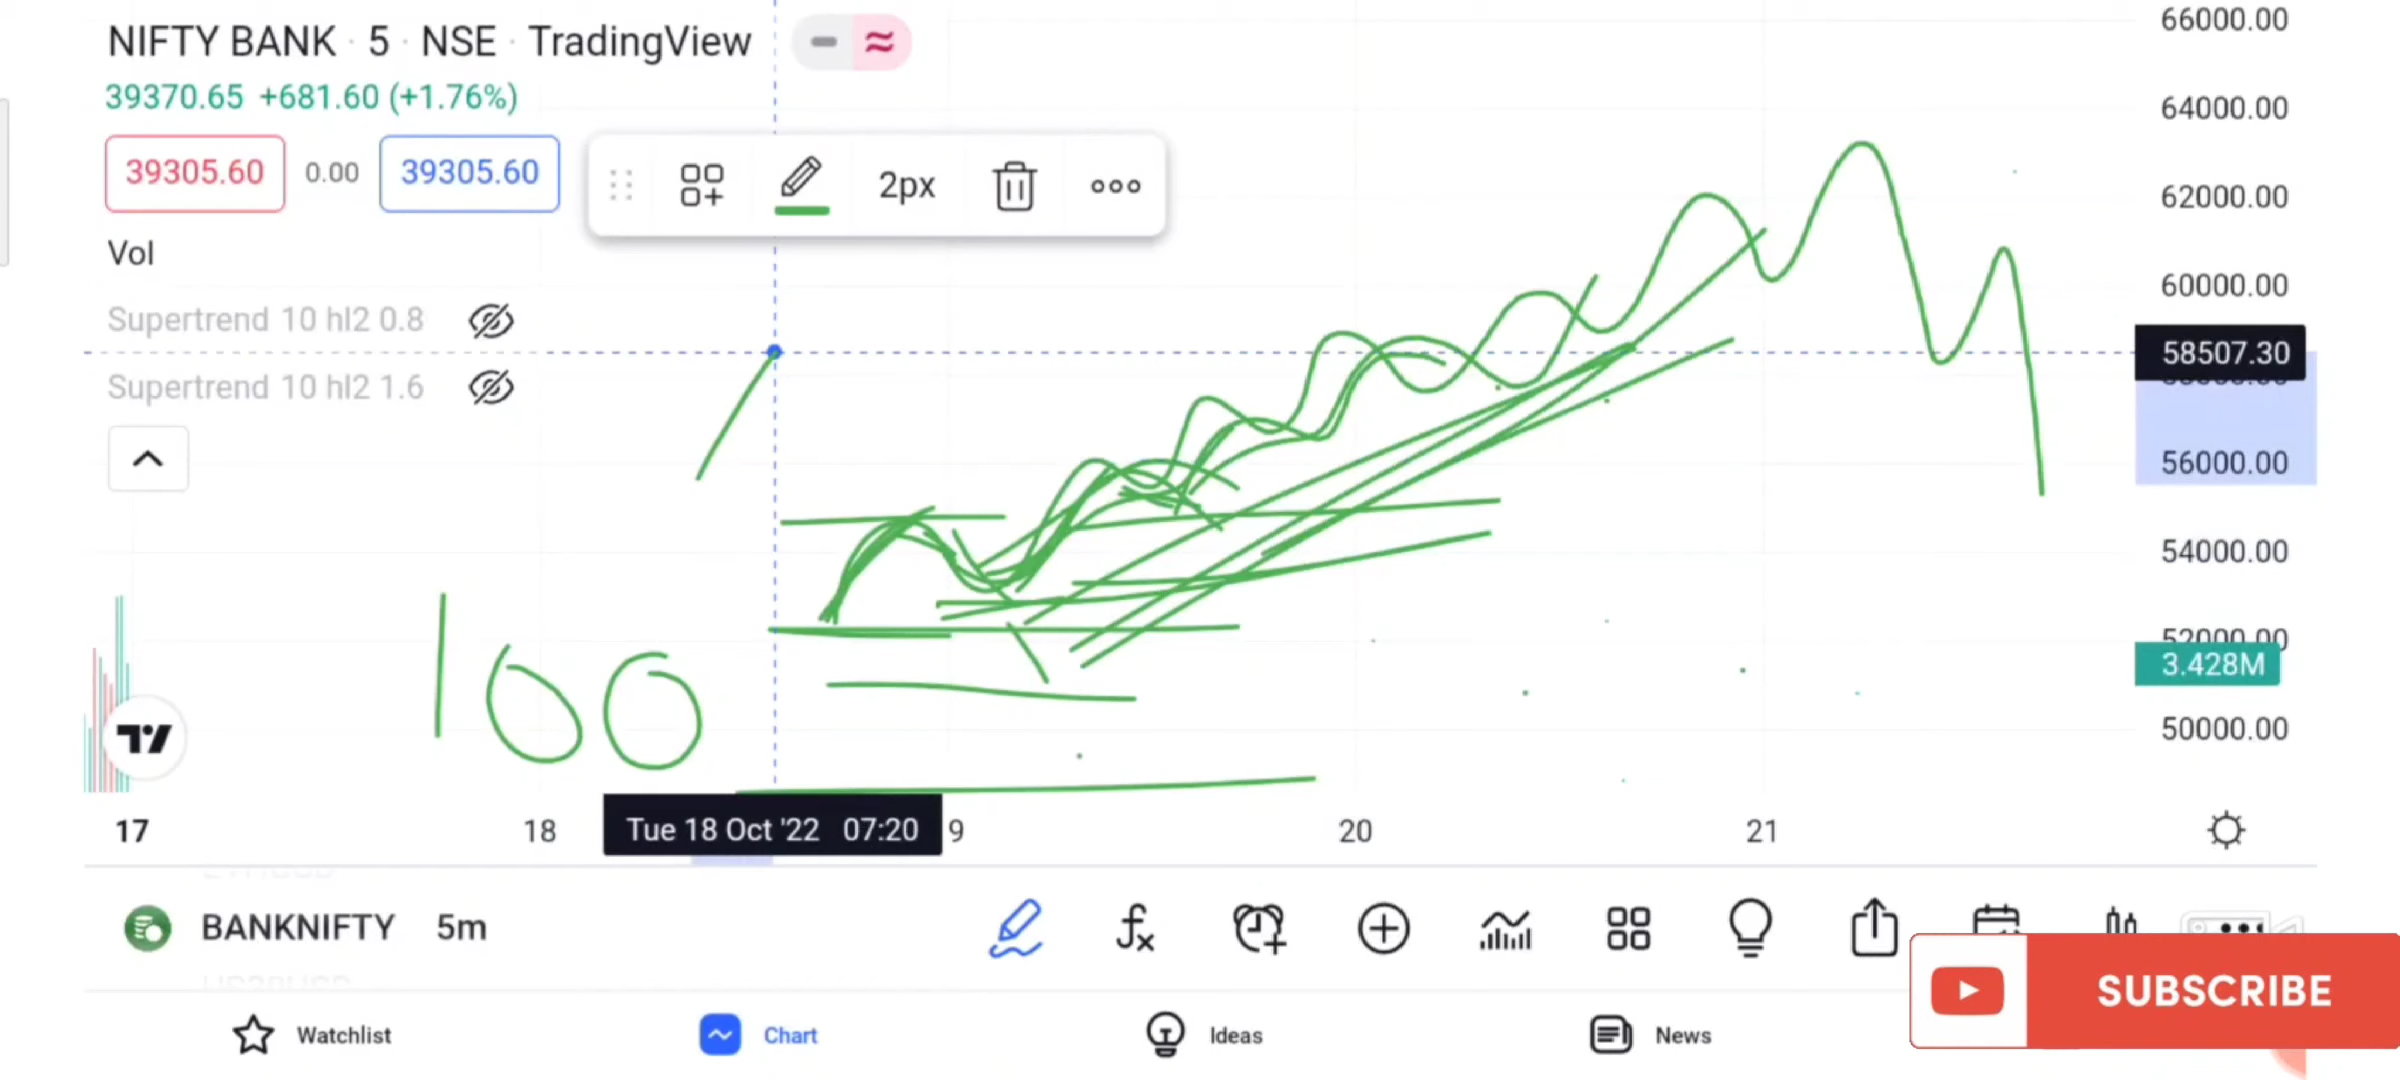 NIFTY BANK · 5 · NSE · TradingView
39370.65 +681.60 (+1.76%)
39305.60 0.00 39305.60
2px
Vol
Supertrend 10 hl2 0.8
Supertrend 10 hl2 1.6
66000.00
64000.00
62000.00
60000.00
58507.30
56000.00
54000.00
52000.00
3.428M
50000.00
100
17 18 Tue 18 Oct '22 07:20 9 20 21
BANKNIFTY 5m
SUBSCRIBE
Watchlist Chart Ideas News